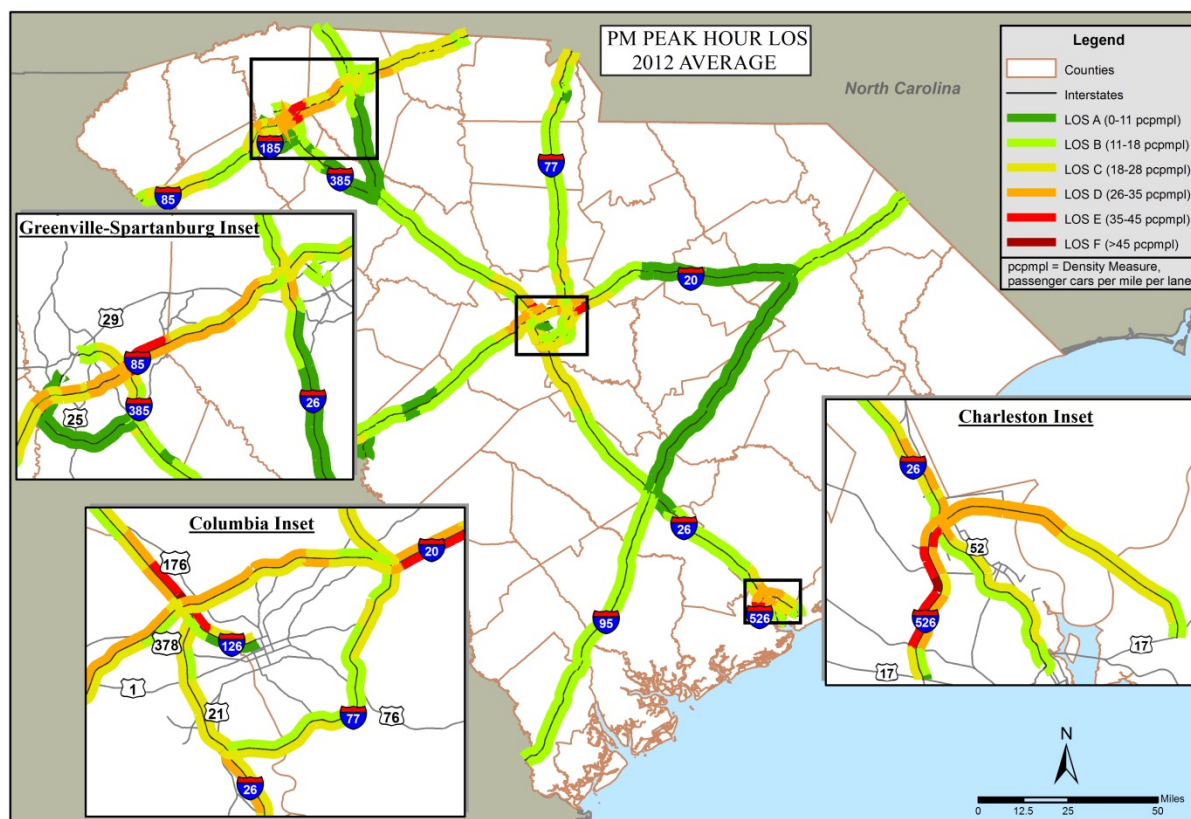 PM PEAK HOUR LOS
2012 AVERAGE
North Carolina
Legend
Counties
Interstates
LOS A (0-11 pcpmpl)
LOS B (11-18 pcpmpl)
LOS C (18-28 pcpmpl)
LOS D (26-35 pcpmpl)
LOS E (35-45 pcpmpl)
LOS F (>45 pcpmpl)
pcpmpl = Density Measure,
passenger cars per mile per lane
185
385
85
77
20
26
95
526
Greenville-Spartanburg Inset
29
85
385
25
26
Columbia Inset
176
20
378
126
1
21
77
76
26
Charleston Inset
26
52
526
17
17
N
Miles
0
12.5
25
50